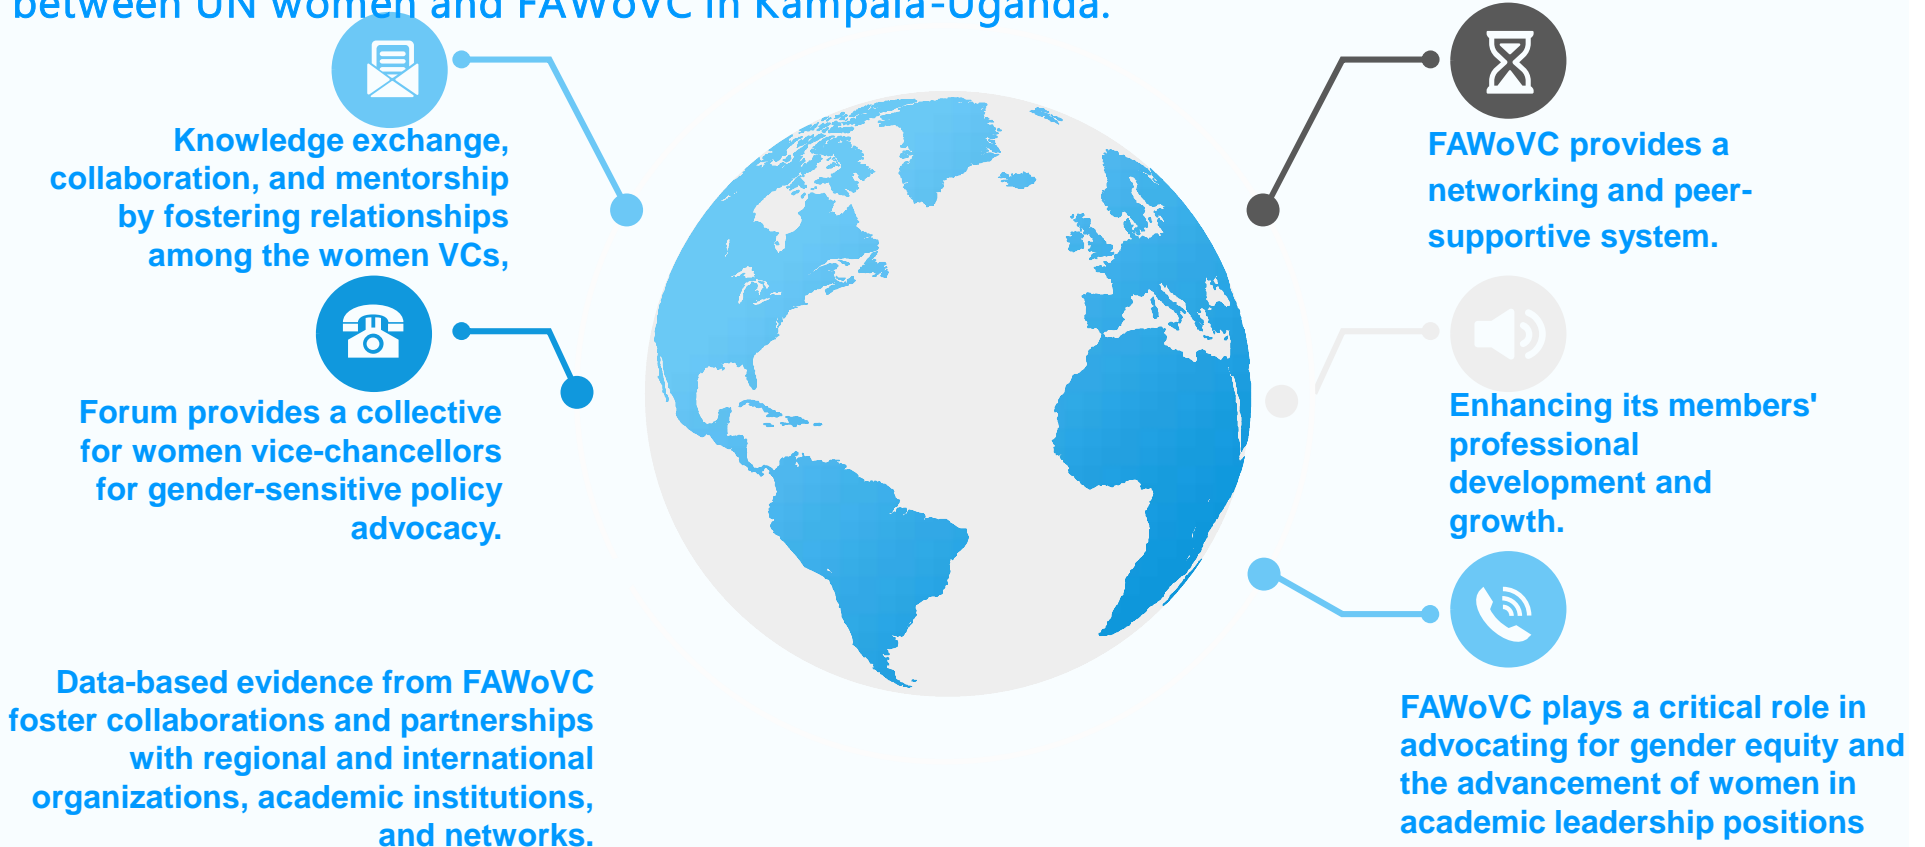 between UN women and FAWoVC in Kampala-Uganda.
Knowledge exchange,
collaboration, and mentorship
by fostering relationships
among the women VCs,
Forum provides a collective
for women vice-chancellors
for gender-sensitive policy
advocacy.
Data-based evidence from FAWoVC
foster collaborations and partnerships
with regional and international
organizations, academic institutions,
and networks.
FAWoVC provides a
networking and peer-
supportive system.
Enhancing its members'
professional
development and
growth.
FAWoVC plays a critical role in
advocating for gender equity and
the advancement of women in
academic leadership positions